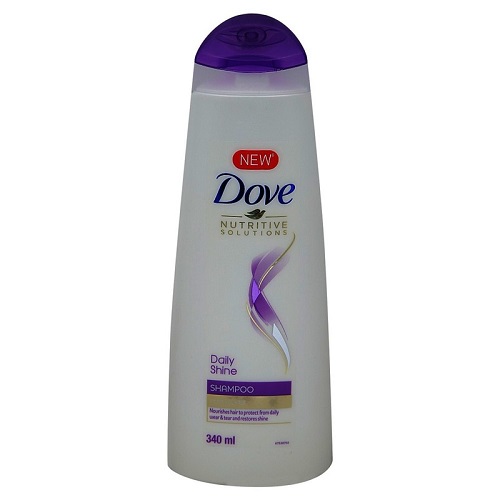 NEW
Dove
NUTRITIVE
SOLUTIONS
Daily
Shine
SHAMPOO
Nourishes hair to protect from daily
wear & tear and restores shine
340 ml